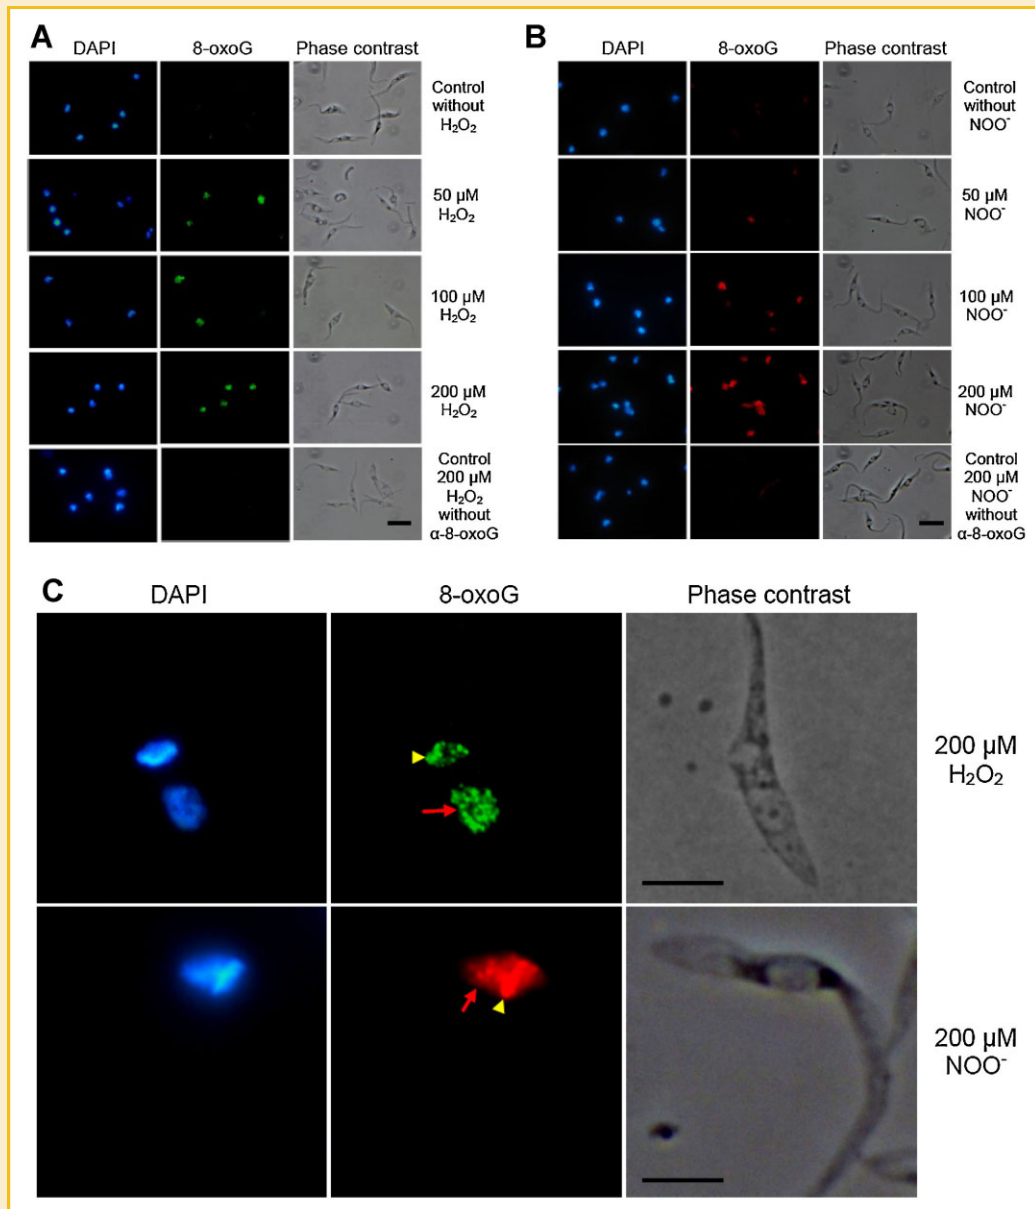 A
DAPI 8-oxoG Phase contrast
Control
without
H₂O₂
50 µM
H₂O₂
100 µM
H₂O₂
200 µM
H₂O₂
Control
200 µM
H₂O₂
without
α-8-oxoG
B
DAPI 8-oxoG Phase contrast
Control
without
NOO⁻
50 µM
NOO⁻
100 µM
NOO⁻
200 µM
NOO⁻
Control
200 µM
NOO⁻
without
α-8-oxoG
C
DAPI 8-oxoG Phase contrast
200 µM
H₂O₂
200 µM
NOO⁻